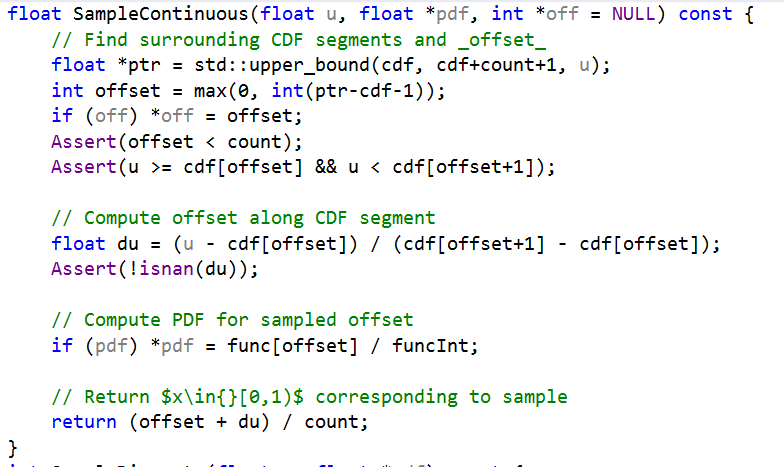 float SampleContinuous(float u, float *pdf, int *off = NULL) const {
    // Find surrounding CDF segments and _offset_
    float *ptr = std::upper_bound(cdf, cdf+count+1, u);
    int offset = max(0, int(ptr-cdf-1));
    if (off) *off = offset;
    Assert(offset < count);
    Assert(u >= cdf[offset] && u < cdf[offset+1]);

    // Compute offset along CDF segment
    float du = (u - cdf[offset]) / (cdf[offset+1] - cdf[offset]);
    Assert(!isnan(du));

    // Compute PDF for sampled offset
    if (pdf) *pdf = func[offset] / funcInt;

    // Return $x\in{}[0,1)$ corresponding to sample
    return (offset + du) / count;
}